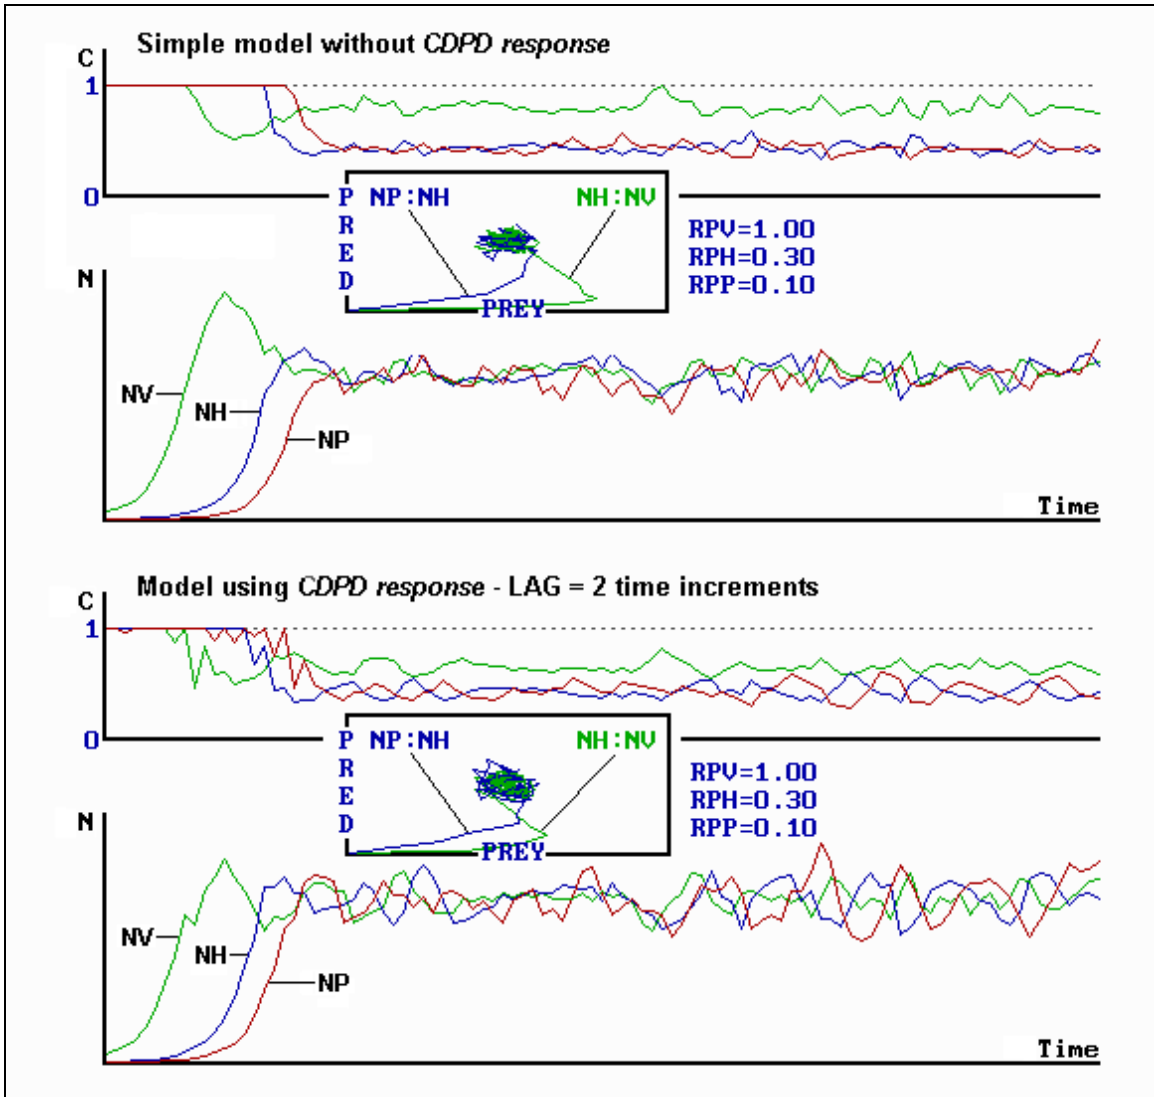 Simple model without CDPD response
C
1
0
P NP:NH NH:NV
R
E
D
PREY
RPV=1.00
RPH=0.30
RPP=0.10
N
NV
NH
NP
Time
Model using CDPD response - LAG = 2 time increments
C
1
0
P NP:NH NH:NV
R
E
D
PREY
RPV=1.00
RPH=0.30
RPP=0.10
N
NV
NH
NP
Time